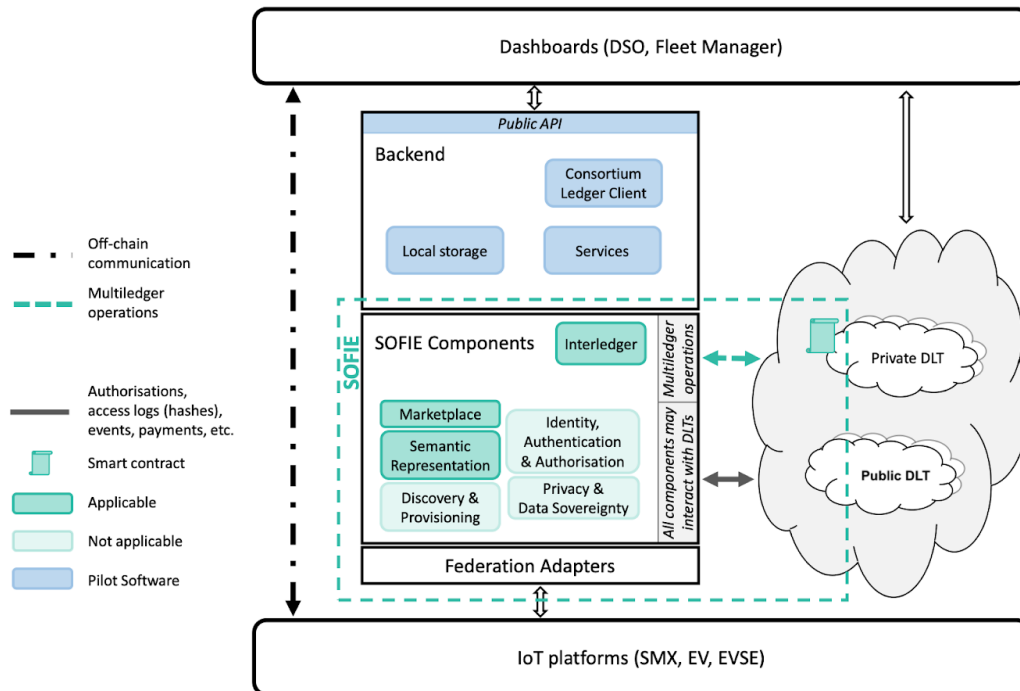 Dashboards (DSO, Fleet Manager)
Public API
Backend
Consortium
Ledger Client
Local storage
Services
Off-chain
communication
Multiledger
operations
Authorisations,
access logs (hashes),
events, payments, etc.
Smart contract
Applicable
Not applicable
Pilot Software
SOFIE
SOFIE Components
Interledger
Marketplace
Semantic
Representation
Identity,
Authentication
& Authorisation
Discovery &
Provisioning
Privacy &
Data Sovereignty
Multiledger
operations
All components may
interact with DLTs
Private DLT
Public DLT
Federation Adapters
IoT platforms (SMX, EV, EVSE)